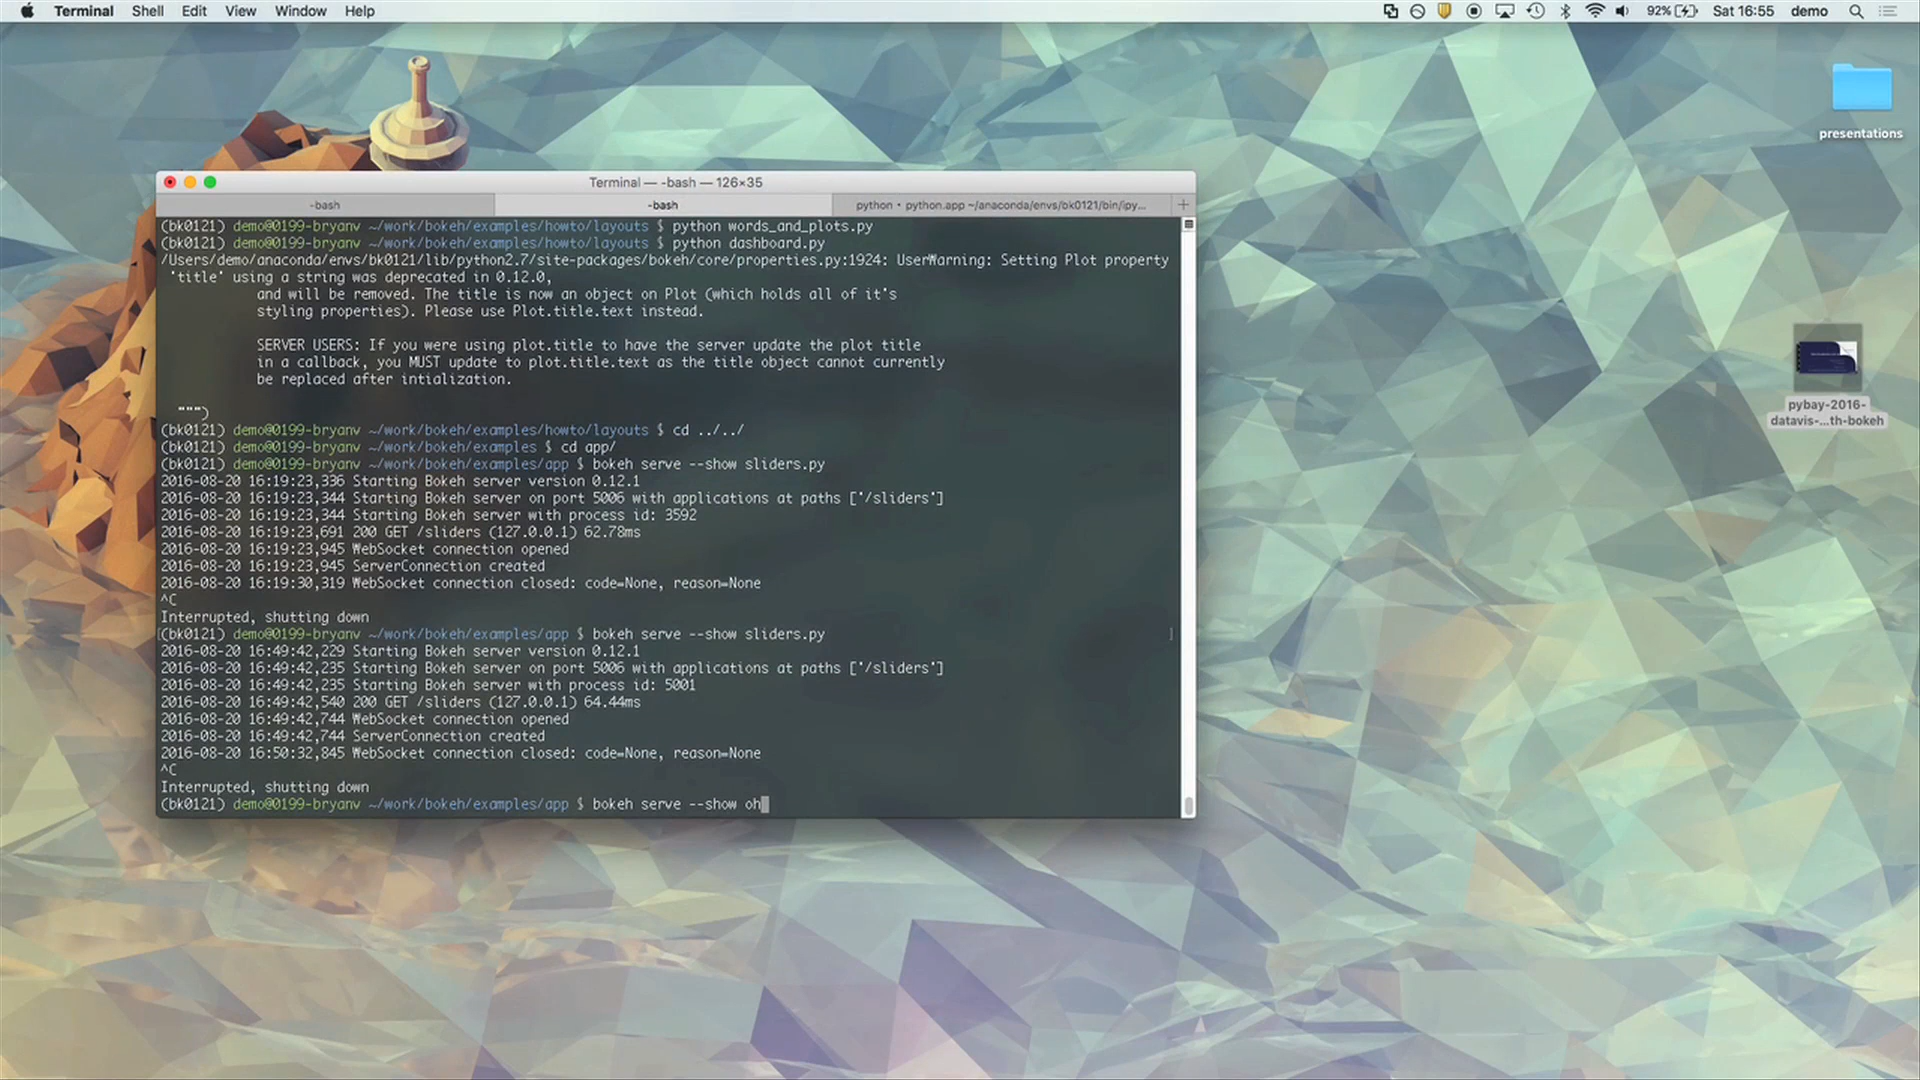 Terminal Shell Edit View Window Help 92% Sat 16:55 demo
presentations
pybay-2016-
datavis-...th-bokeh
Terminal — -bash — 126×35
-bash -bash python • python.app ~/anaconda/envs/bk0121/bin/ipy... +
(bk0121) demo@0199-bryanv ~/work/bokeh/examples/howto/layouts $ python words_and_plots.py
(bk0121) demo@0199-bryanv ~/work/bokeh/examples/howto/layouts $ python dashboard.py
/Users/demo/anaconda/envs/bk0121/lib/python2.7/site-packages/bokeh/core/properties.py:1924: UserWarning: Setting Plot property
'title' using a string was deprecated in 0.12.0,
and will be removed. The title is now an object on Plot (which holds all of it's
styling properties). Please use Plot.title.text instead.
SERVER USERS: If you were using plot.title to have the server update the plot title
in a callback, you MUST update to plot.title.text as the title object cannot currently
be replaced after intitialization.
""")
(bk0121) demo@0199-bryanv ~/work/bokeh/examples/howto/layouts $ cd ../../
(bk0121) demo@0199-bryanv ~/work/bokeh/examples $ cd app/
(bk0121) demo@0199-bryanv ~/work/bokeh/examples/app $ bokeh serve --show sliders.py
2016-08-20 16:19:23,336 Starting Bokeh server version 0.12.1
2016-08-20 16:19:23,344 Starting Bokeh server on port 5006 with applications at paths ['/sliders']
2016-08-20 16:19:23,344 Starting Bokeh server with process id: 3592
2016-08-20 16:19:23,691 200 GET /sliders (127.0.0.1) 62.78ms
2016-08-20 16:19:23,945 WebSocket connection opened
2016-08-20 16:19:23,945 ServerConnection created
2016-08-20 16:19:30,319 WebSocket connection closed: code=None, reason=None
^C
Interrupted, shutting down
(bk0121) demo@0199-bryanv ~/work/bokeh/examples/app $ bokeh serve --show sliders.py
2016-08-20 16:49:42,229 Starting Bokeh server version 0.12.1
2016-08-20 16:49:42,235 Starting Bokeh server on port 5006 with applications at paths ['/sliders']
2016-08-20 16:49:42,235 Starting Bokeh server with process id: 5001
2016-08-20 16:49:42,540 200 GET /sliders (127.0.0.1) 64.44ms
2016-08-20 16:49:42,744 WebSocket connection opened
2016-08-20 16:49:42,744 ServerConnection created
2016-08-20 16:50:32,845 WebSocket connection closed: code=None, reason=None
^C
Interrupted, shutting down
(bk0121) demo@0199-bryanv ~/work/bokeh/examples/app $ bokeh serve --show oh